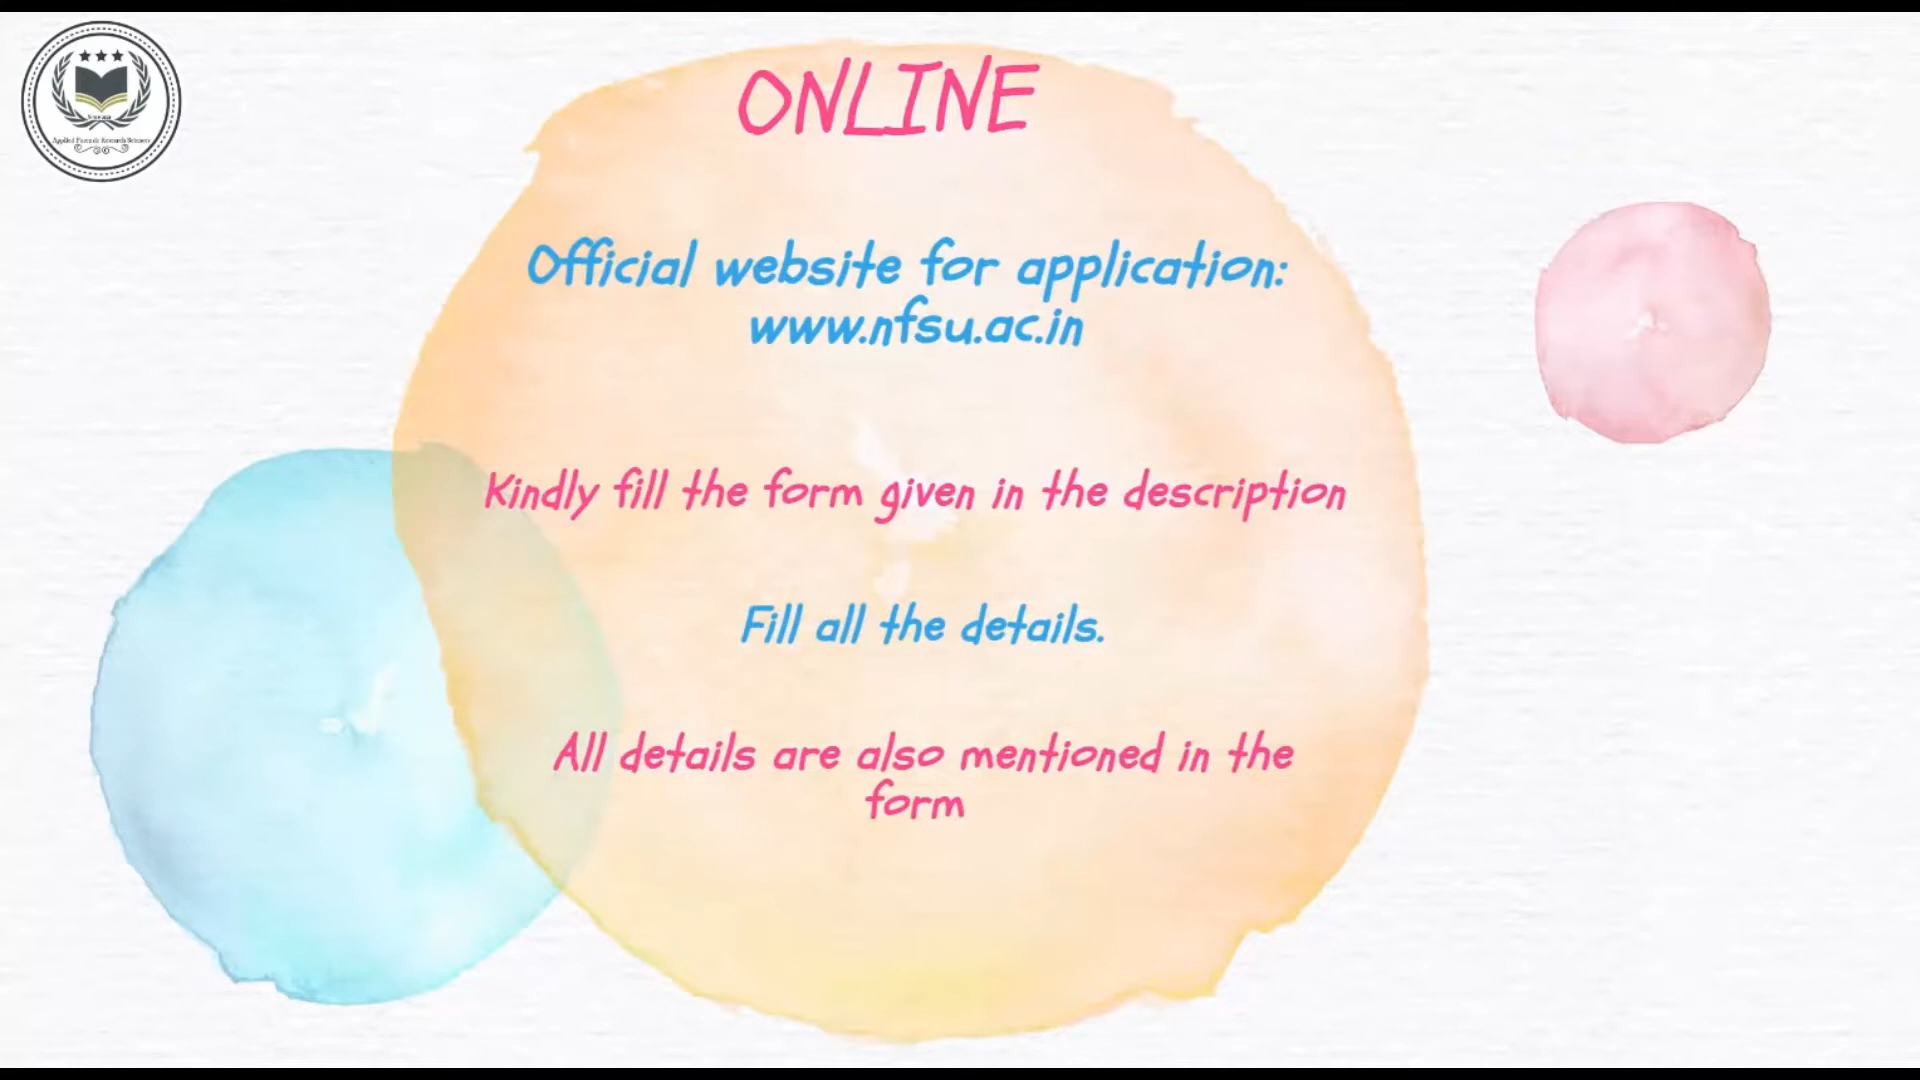 ONLINE
Official website for application:
www.nfsu.ac.in
Kindly fill the form given in the description
Fill all the details.
All details are also mentioned in the
form